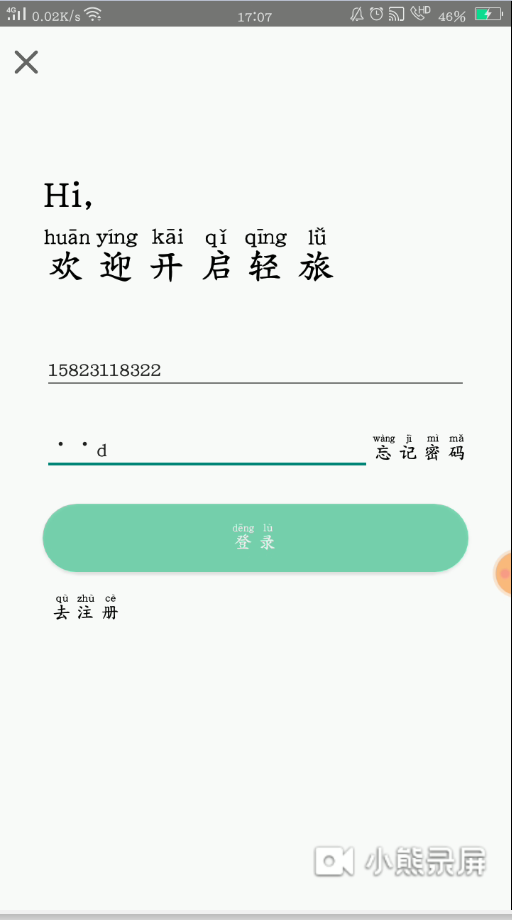 4G 0.02K/s 17:07 HD 46%
Hi,
huān yíng kāi qǐ qīng lǚ
欢迎开启轻旅
15823118322
••d
wàng jì mì mǎ
忘记密码
dēng lù
登录
qù zhù cè
去注册
小熊录屏